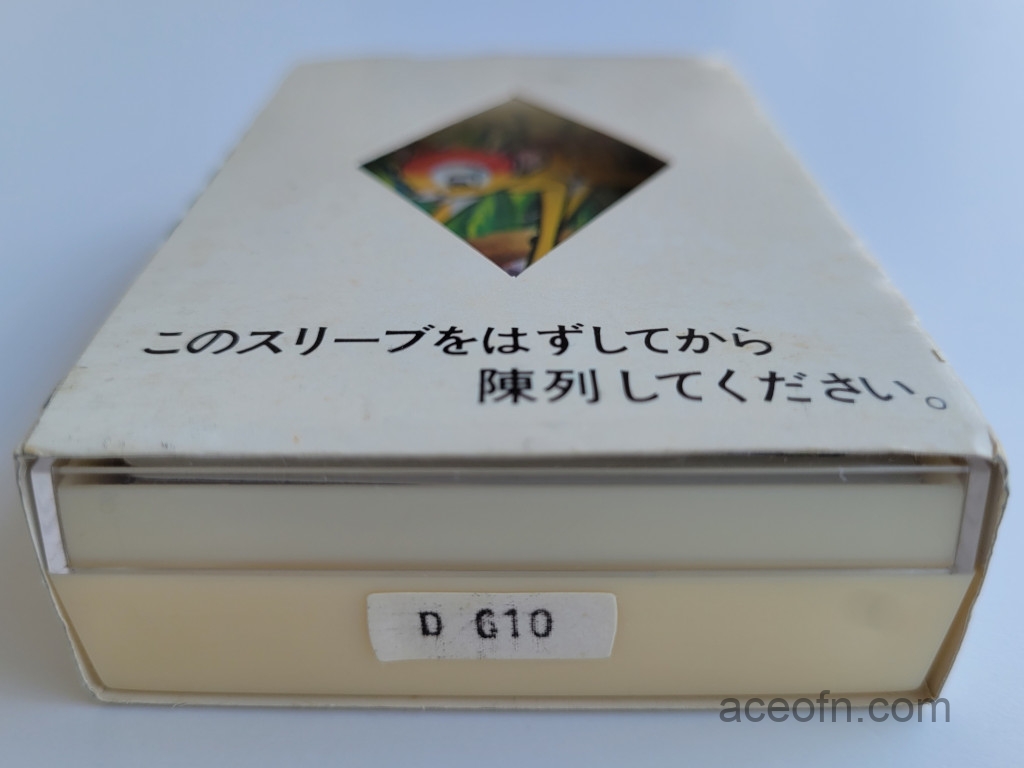 このスリーブをはずしてから
陳列してください。
D G10
aceofn.com